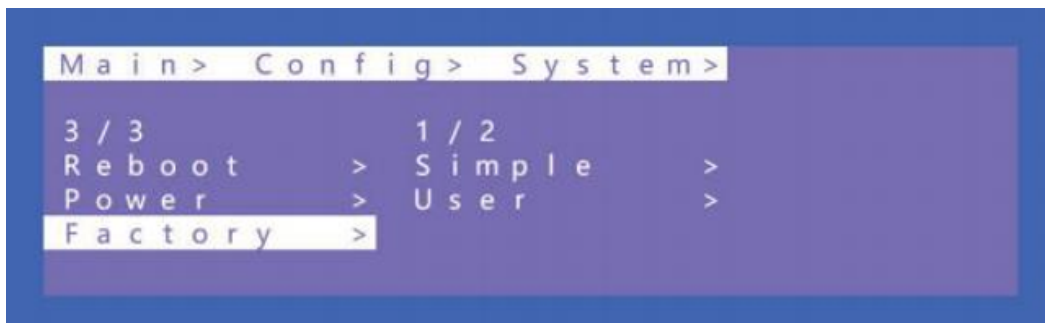 Main> Config> System>
3/3 1/2
Reboot > Simple >
Power > User >
Factory >